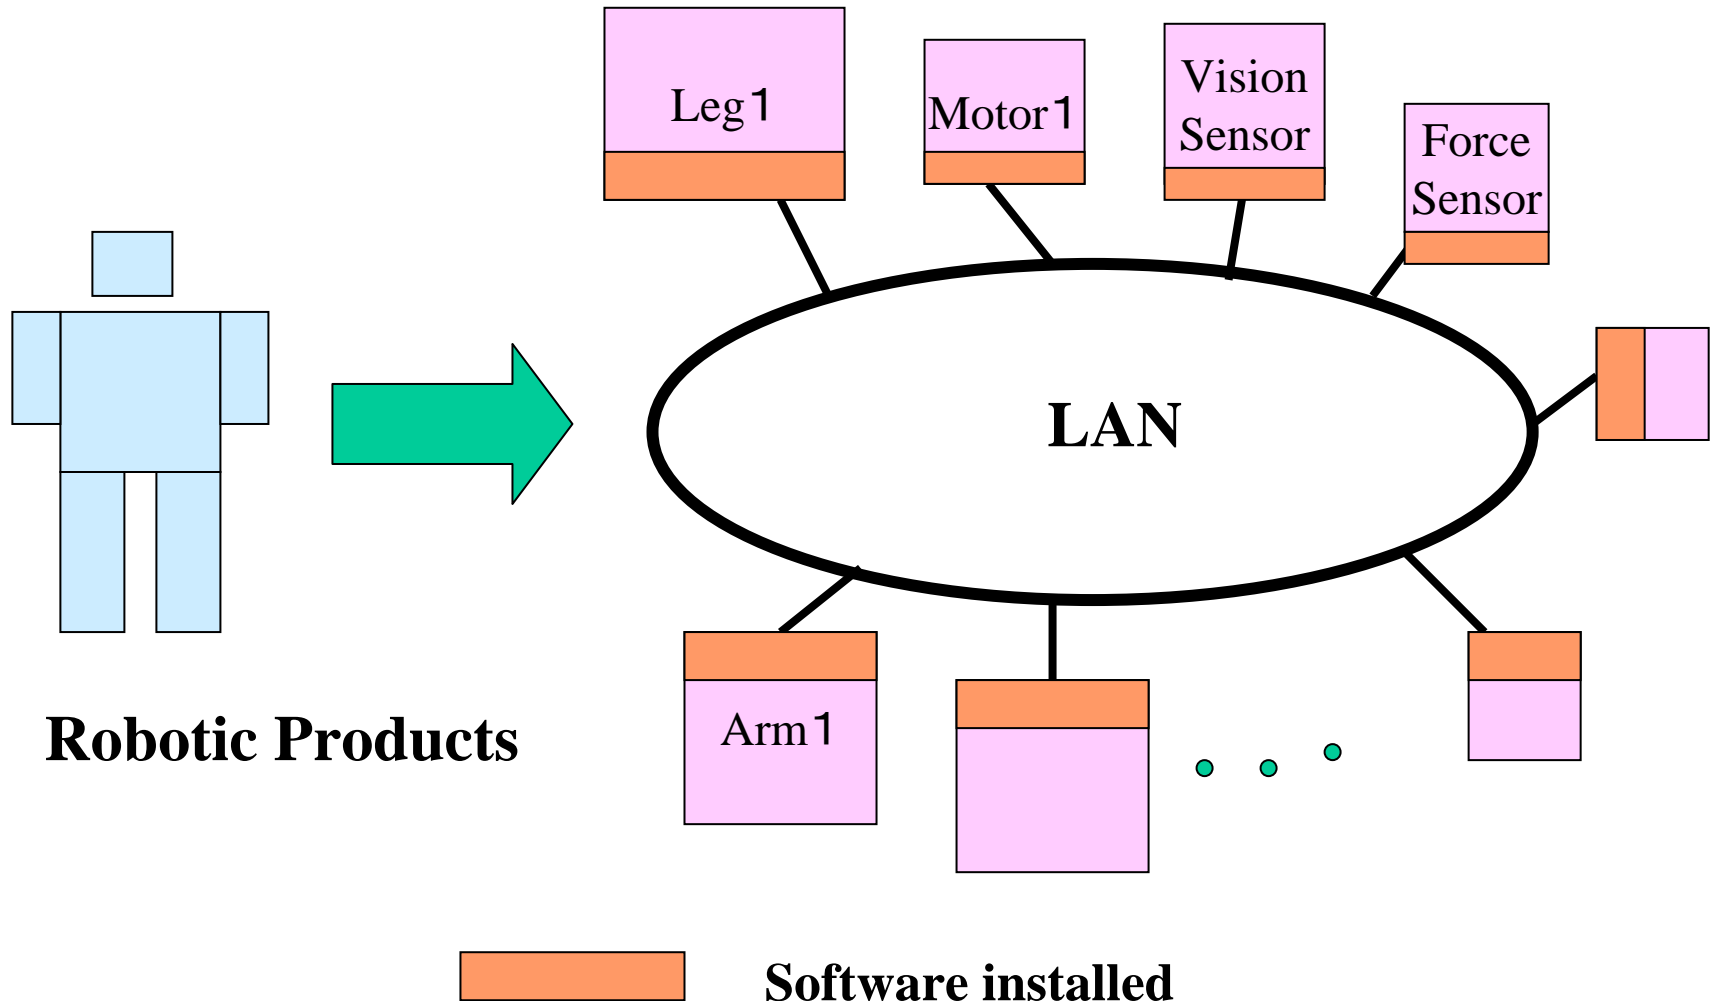 Leg1
Motor1
Vision
Sensor
Force
Sensor
LAN
Arm1
Robotic Products
Software installed